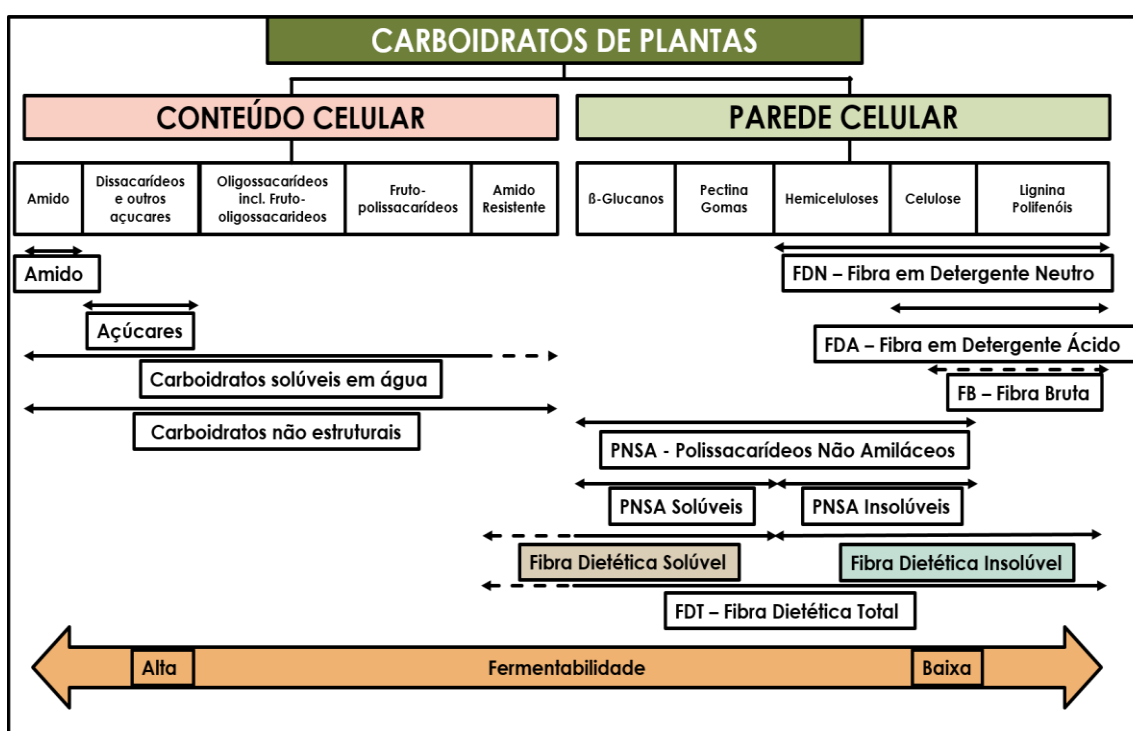 CARBOIDRATOS DE PLANTAS
CONTEÚDO CELULAR
PAREDE CELULAR
Amido
Dissacarídeos
e outros
açucares
Oligossacarídeos
incl. Fruto-
oligossacarideos
Fruto-
polissacarídeos
Amido
Resistente
ß-Glucanos
Pectina
Gomas
Hemiceluloses
Celulose
Lignina
Polifenóis
Amido
FDN – Fibra em Detergente Neutro
Açúcares
FDA – Fibra em Detergente Ácido
Carboidratos solúveis em água
FB – Fibra Bruta
Carboidratos não estruturais
PNSA - Polissacarídeos Não Amiláceos
PNSA Solúveis
PNSA Insolúveis
Fibra Dietética Solúvel
Fibra Dietética Insolúvel
FDT – Fibra Dietética Total
Alta
Fermentabilidade
Baixa